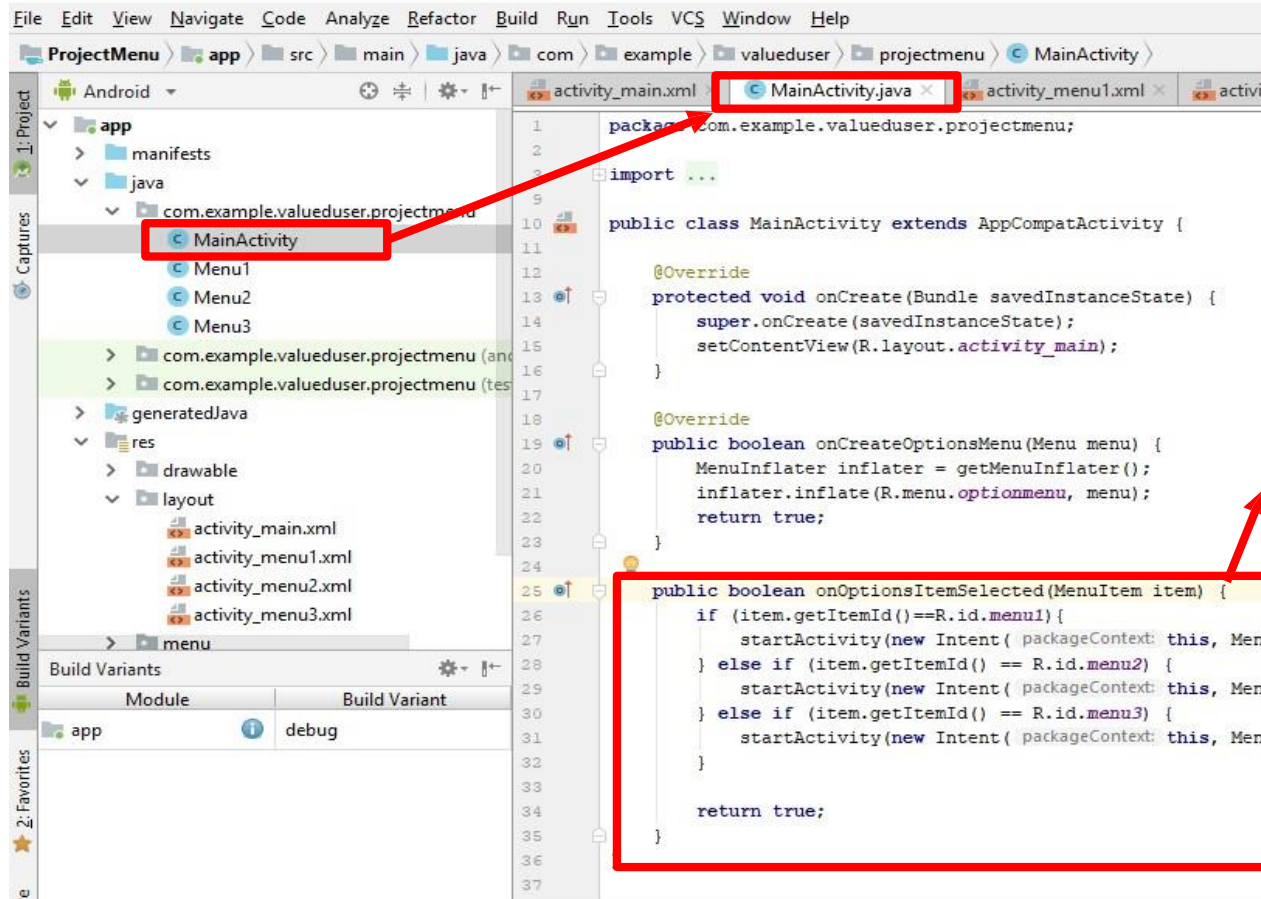 File Edit View Navigate Code Analyze Refactor Build Run Tools VCS Window Help
ProjectMenu app src main java com example valueduser projectmenu MainActivity
1: Project
Captures
Build Variants
2: Favorites
Android
app
manifests
java
com.example.valueduser.projectmenu
MainActivity
Menu1
Menu2
Menu3
com.example.valueduser.projectmenu (and
com.example.valueduser.projectmenu (tes
generatedJava
res
drawable
layout
activity_main.xml
activity_menu1.xml
activity_menu2.xml
activity_menu3.xml
menu
Build Variants
Module Build Variant
app debug
activity_main.xml MainActivity.java activity_menu1.xml activi
1 package com.example.valueduser.projectmenu;
2
3 import ...
9
10 public class MainActivity extends AppCompatActivity {
11
12 @Override
13 protected void onCreate(Bundle savedInstanceState) {
14 super.onCreate(savedInstanceState);
15 setContentView(R.layout.activity_main);
16 }
17
18 @Override
19 public boolean onCreateOptionsMenu(Menu menu) {
20 MenuInflater inflater = getMenuInflater();
21 inflater.inflate(R.menu.optionmenu, menu);
22 return true;
23 }
24
25 public boolean onOptionsItemSelected(MenuItem item) {
26 if (item.getItemId()==R.id.menu1){
27 startActivity(new Intent( packageContext: this, Men
28 } else if (item.getItemId() == R.id.menu2) {
29 startActivity(new Intent( packageContext: this, Men
30 } else if (item.getItemId() == R.id.menu3) {
31 startActivity(new Intent( packageContext: this, Men
32 }
33
34 return true;
35 }
36
37